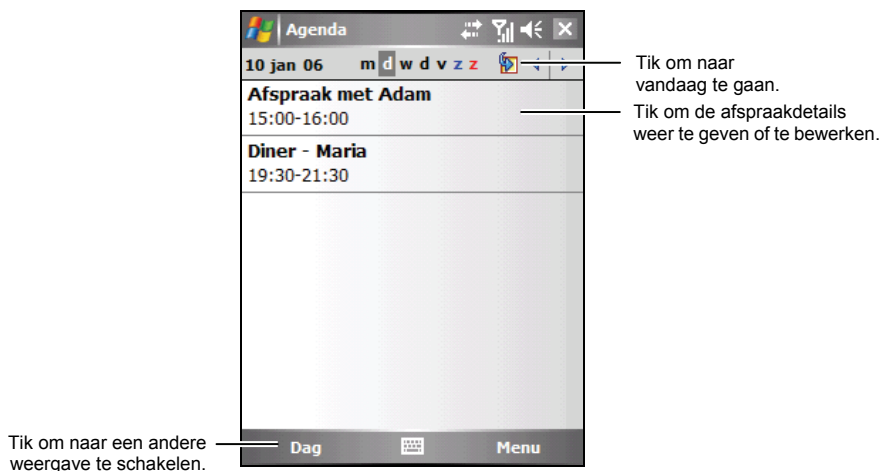 Agenda
10 jan 06 m d w d v z z
Tik om naar
vandaag te gaan.
Afspraak met Adam
15:00-16:00
Tik om de afspraakdetails
weer te geven of te bewerken.
Diner - Maria
19:30-21:30
Tik om naar een andere
weergave te schakelen.
Dag
Menu